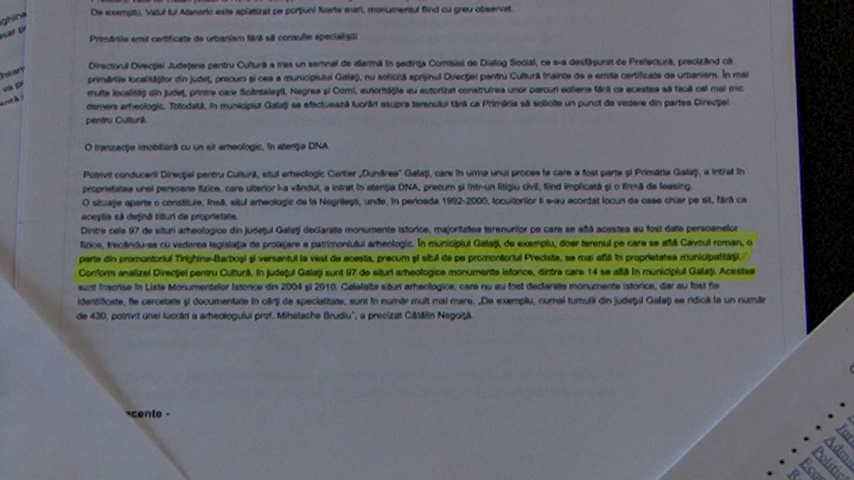 De exemplu, Valul lui Atanaric este aplatizat pe porţiuni foarte mari, monumentul fiind cu greu observat.
Primăriile emit certificate de urbanism fără să consulte specialişti
Directorul Direcţiei Judeţene pentru Cultură a tras un semnal de alarmă în şedinţa Comisiei de Dialog Social, ce s-a desfăşurat de Prefectură, precizând că
primăriile localităţilor din judeţ, precum şi cea a municipiului Galaţi, nu solicită sprijinul Direcţiei pentru Cultură înainte de a emite certificate de urbanism. În mai
multe localităţi din judeţ, printre care Scânteieşti, Negrea şi Corni, autorităţile au autorizat construirea unor parcuri eoliene fără ca acestea să facă cel mai mic
demers arheologic. Totodată, în municipiul Galaţi se efectuează lucrări asupra terenului fără ca Primăria să solicite un punct de vedere din partea Direcţiei
pentru Cultură.
O tranzacţie imobiliară cu un sit arheologic, în atenţia DNA
Potrivit conducerii Direcţiei pentru Cultură, situl arheologic Cartier „Dunărea” Galaţi, care în urma unui proces la care a fost parte şi Primăria Galaţi, a intrat în
proprietatea unei persoane fizice, care ulterior l-a vândut, a intrat în atenţia DNA, precum şi într-un litigiu civil, fiind implicată şi o firmă de leasing.
O situaţie aparte o constituie, însă, situl arheologic de la Negrileşti, unde, în perioada 1992-2000, locuitorilor li s-au acordat locuri de case chiar pe sit, fără ca
aceştia să deţină titluri de proprietate.
Dintre cele 97 de situri arheologice din judeţul Galaţi declarate monumente istorice, majoritatea terenurilor pe care se află acestea au fost date persoanelor
fizice, trecându-se cu vederea legislaţia de protejare a patrimoniului arheologic. În municipiul Galaţi, de exemplu, doar terenul pe care se află Cavoul roman, o
parte din promontoriul Tirighina-Barboşi şi versantul la vest de acesta, precum şi situl de pe promontoriul Precista, se mai află în proprietatea municipalităţii.
Conform analizei Direcţiei pentru Cultură, în judeţul Galaţi sunt 97 de situri arheologice monumente istorice, dintre care 14 se află în municipiul Galaţi. Acestea
sunt înscrise în Lista Monumentelor Istorice din 2004 şi 2010. Celelalte situri arheologice, care nu au fost declarate monumente istorice, dar au fost fie
identificate, fie cercetate şi documentate în cărţi de specialitate, sunt în număr mult mai mare. „De exemplu, numai tumulii din judeţul Galaţi se ridică la un număr
de 430, potrivit unei lucrări a arheologului prof. Mihalache Brudiu”, a precizat Cătălin Negoiţă.
ecente -